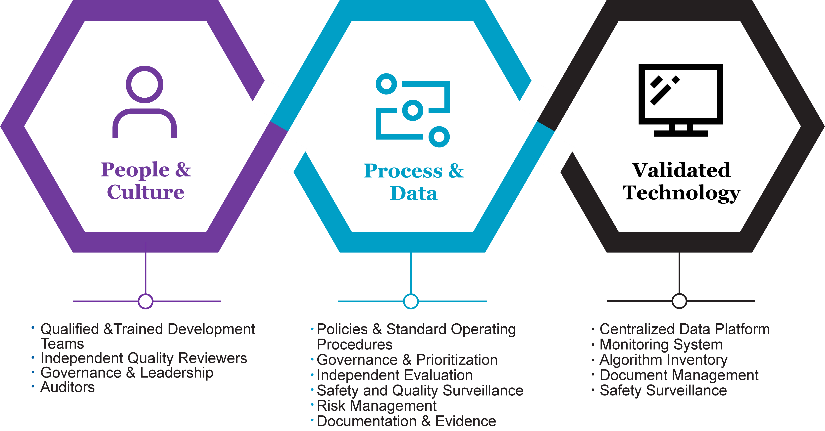 People &
Culture
Process &
Data
Validated
Technology
· Qualified &Trained Development
Teams
· Independent Quality Reviewers
· Governance & Leadership
· Auditors
· Policies & Standard Operating
Procedures
· Governance & Prioritization
· Independent Evaluation
· Safety and Quality Surveillance
· Risk Management
· Documentation & Evidence
· Centralized Data Platform
· Monitoring System
· Algorithm Inventory
· Document Management
· Safety Surveillance